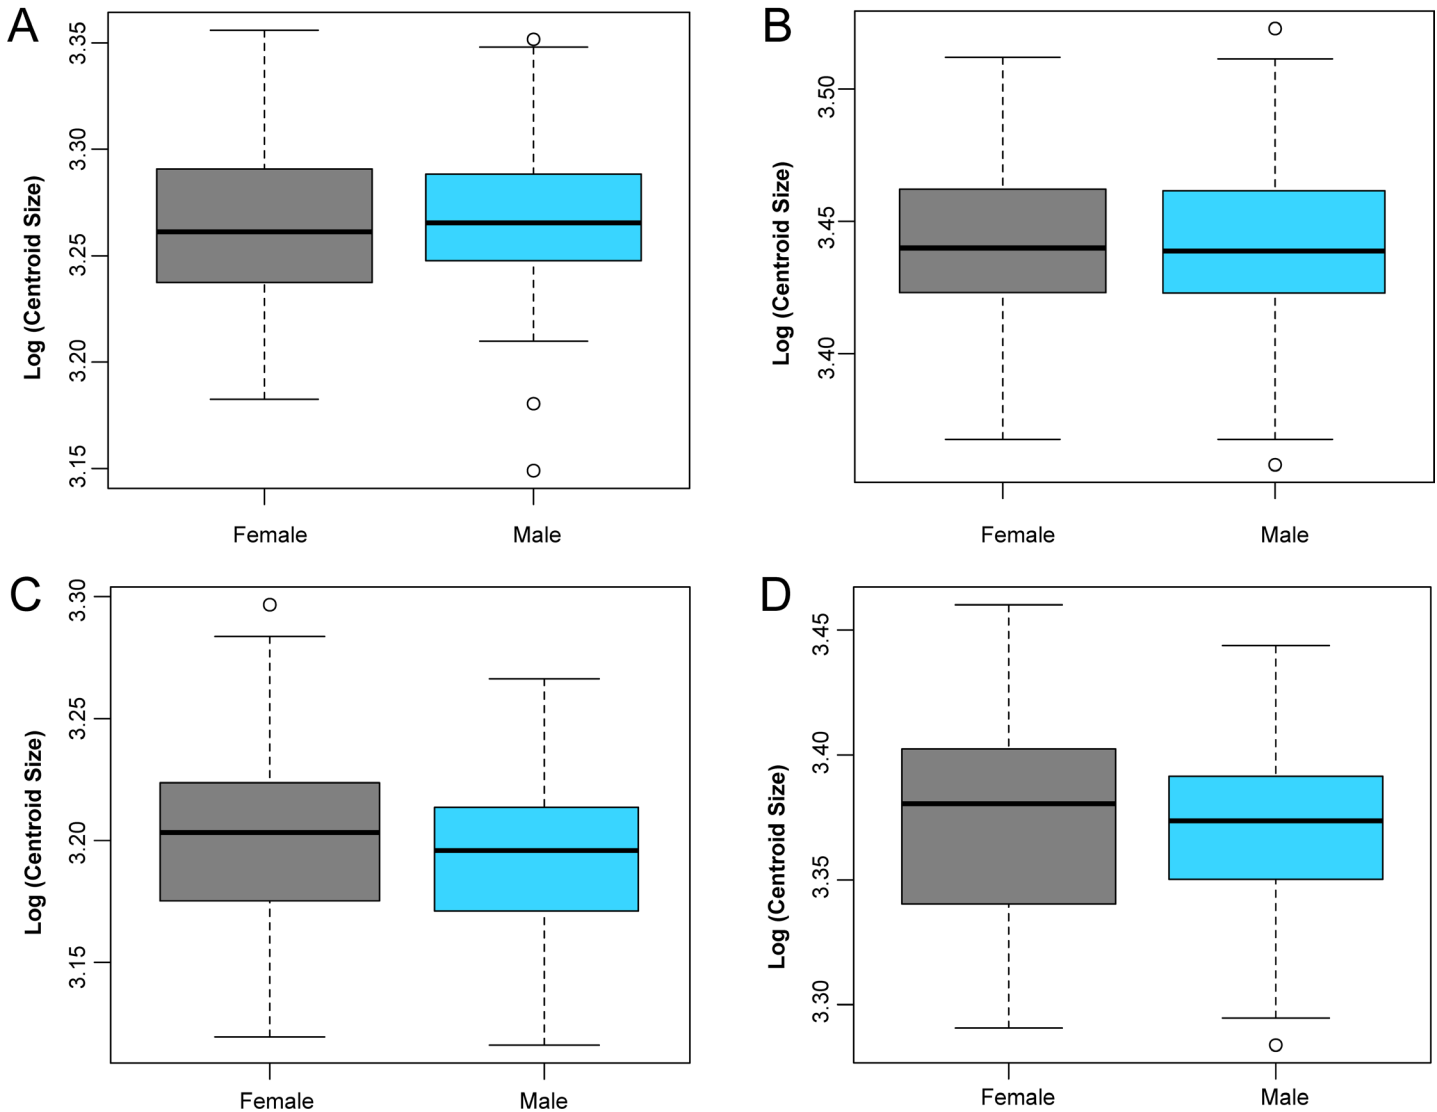 A
Log (Centroid Size)
3.35
3.30
3.25
3.20
3.15
Female
Male
B
Log (Centroid Size)
3.50
3.45
3.40
Female
Male
C
Log (Centroid Size)
3.30
3.25
3.20
3.15
Female
Male
D
Log (Centroid Size)
3.45
3.40
3.35
3.30
Female
Male